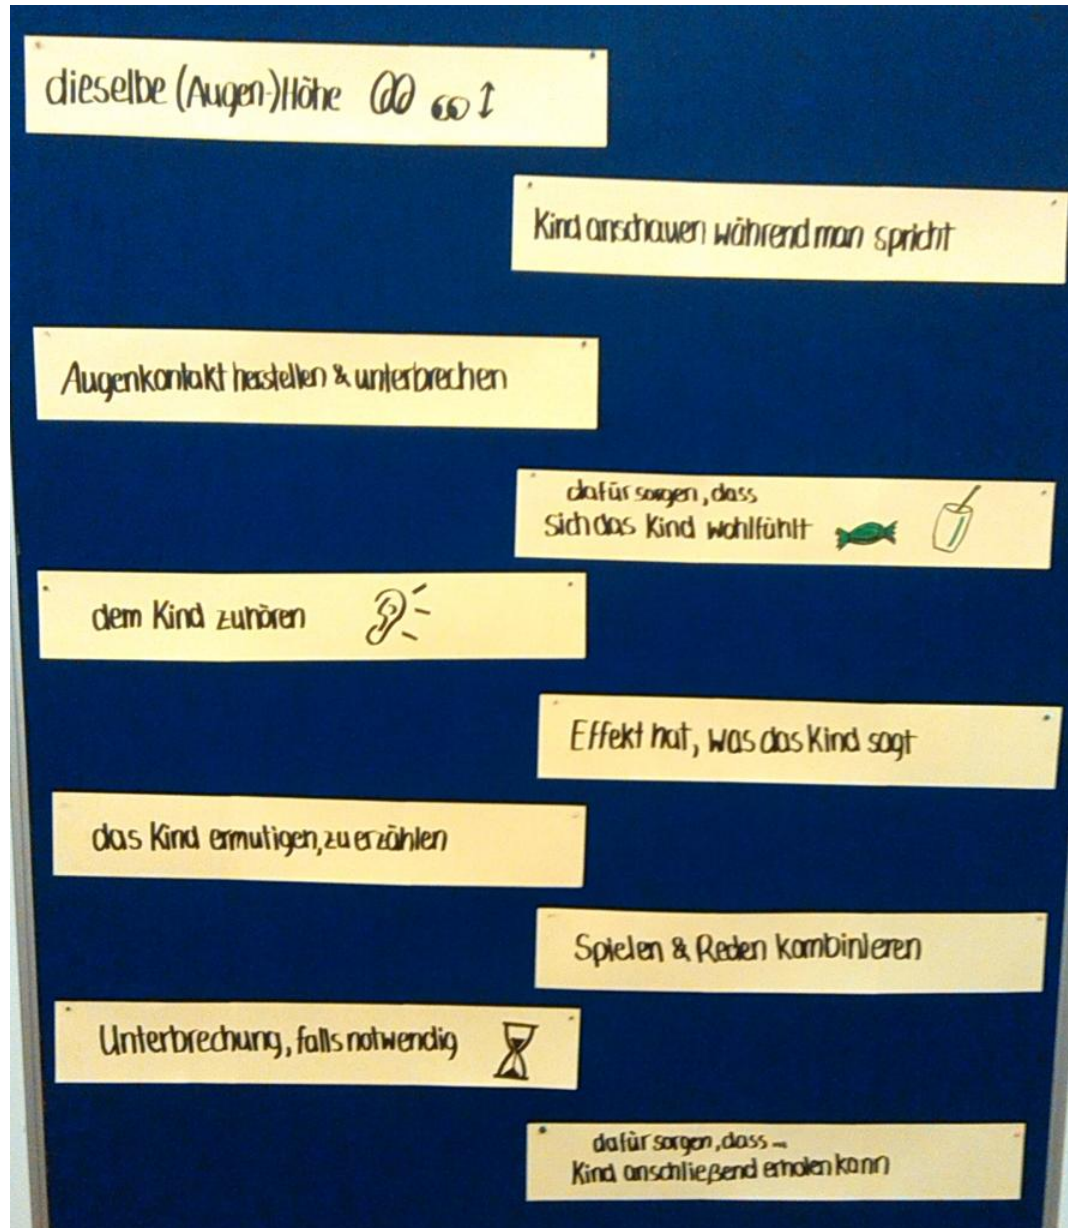 dieselbe (Augen-)Höhe
Kind anschauen während man spricht
Augenkontakt herstellen & unterbrechen
dafür sorgen, dass
sich das Kind wohlfühlt
dem Kind zuhören
Effekt hat, was das Kind sagt
das Kind ermutigen, zu erzählen
Spielen & Reden kombinieren
Unterbrechung, falls notwendig
dafür sorgen, dass
Kind anschließend erholen kann